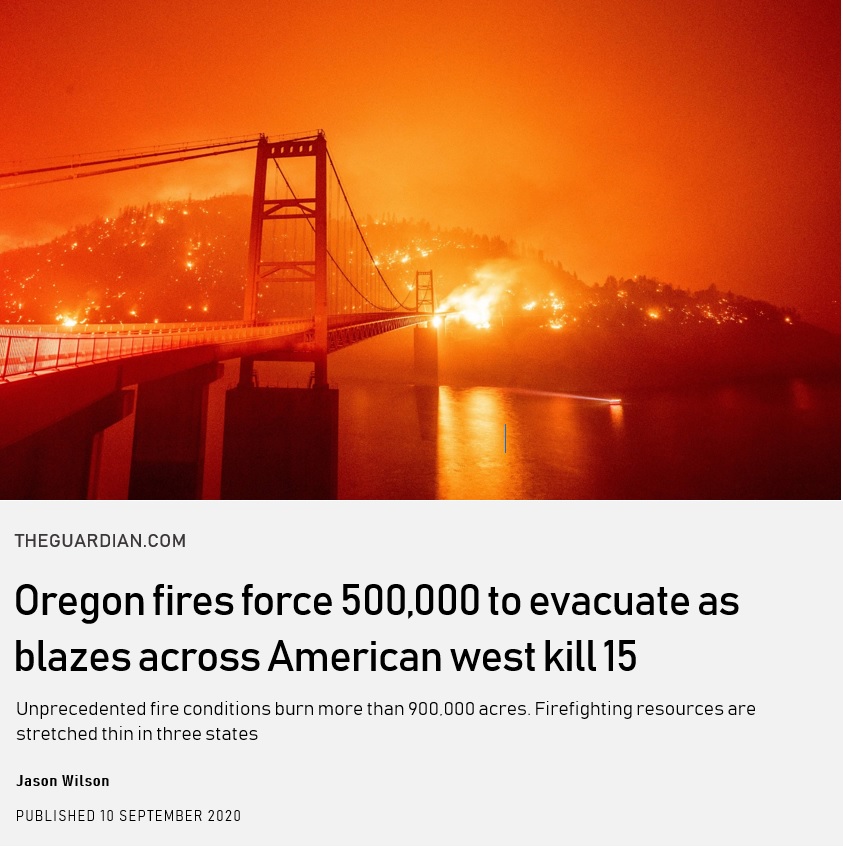 THEGUARDIAN.COM
Oregon fires force 500,000 to evacuate as
blazes across American west kill 15
Unprecedented fire conditions burn more than 900,000 acres. Firefighting resources are
stretched thin in three states
Jason Wilson
PUBLISHED 10 SEPTEMBER 2020